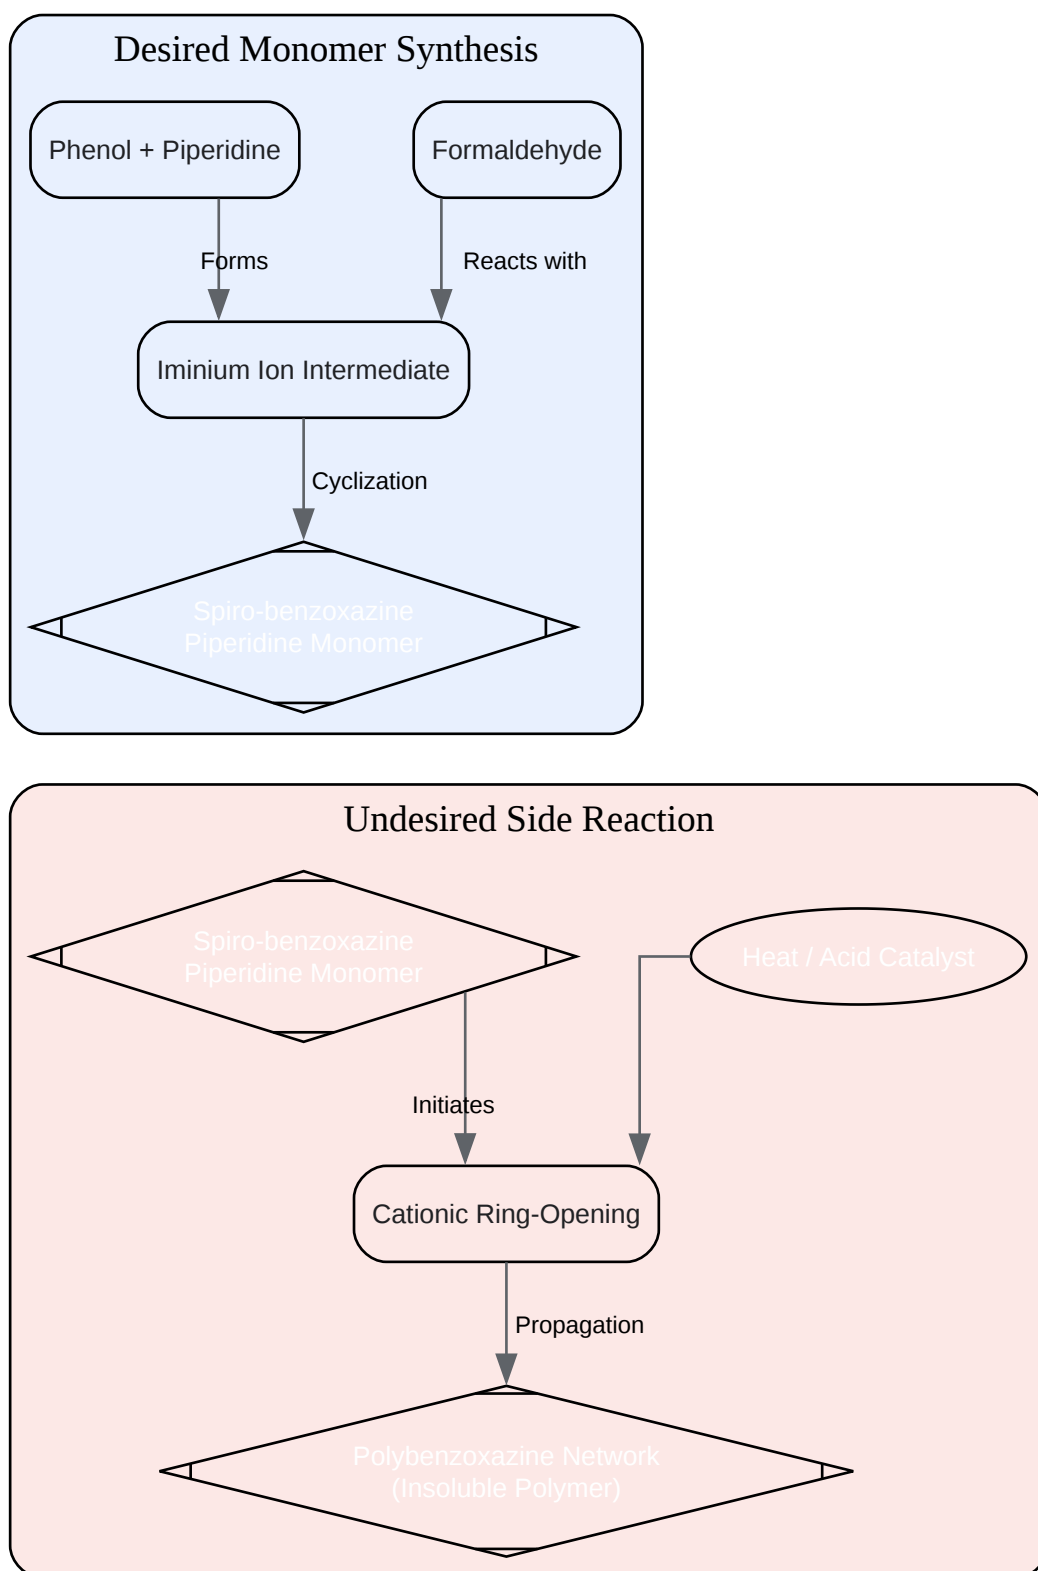 Desired Monomer Synthesis
Phenol + Piperidine
Formaldehyde
Forms
Reacts with
Iminium Ion Intermediate
Cyclization
Spiro-benzoxazine
Piperidine Monomer
Undesired Side Reaction
Spiro-benzoxazine
Piperidine Monomer
Heat / Acid Catalyst
Initiates
Cationic Ring-Opening
Propagation
Polybenzoxazine Network
(Insoluble Polymer)